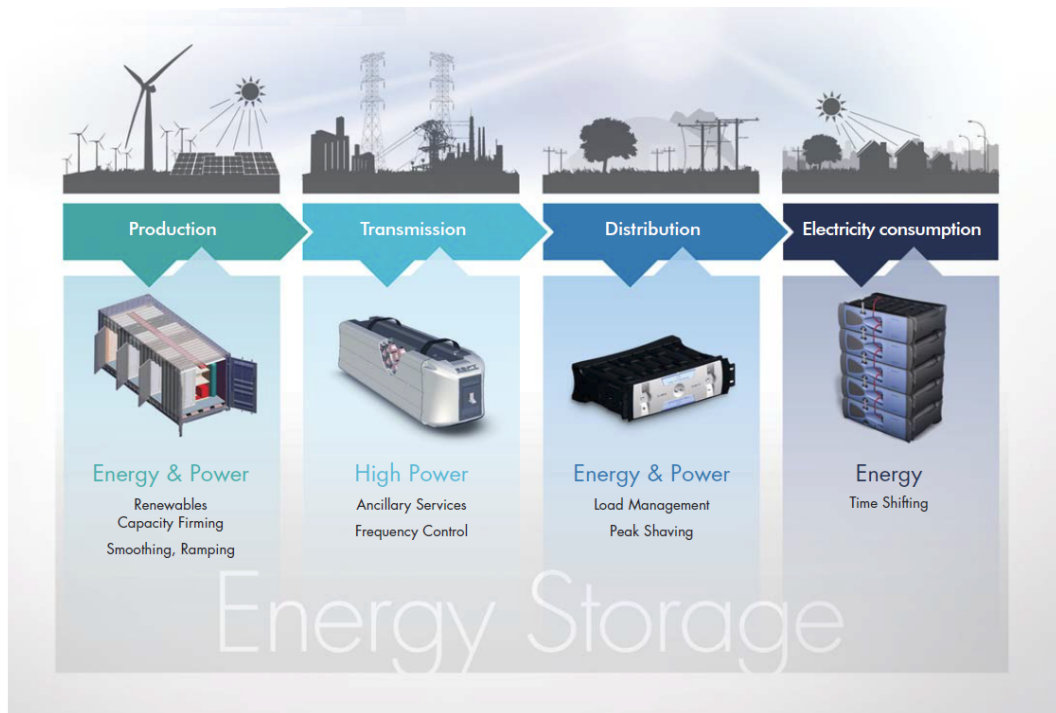 Production
Transmission
Distribution
Electricity consumption
Energy & Power
Renewables
Capacity Firming
Smoothing, Ramping
High Power
Ancillary Services
Frequency Control
Energy & Power
Load Management
Peak Shaving
Energy
Time Shifting
Energy Storage